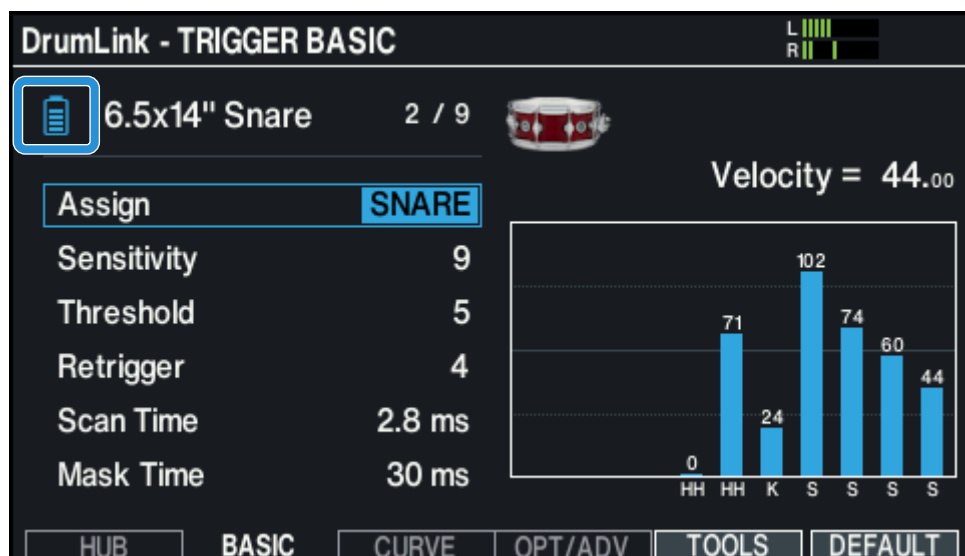 DrumLink - TRIGGER BASIC
L
R
6.5x14" Snare 2 / 9
Velocity = 44.00
Assign SNARE
Sensitivity 9
Threshold 5
Retrigger 4
Scan Time 2.8 ms
Mask Time 30 ms
0 71 24 102 74 60 44
HH HH K S S S S
HUB BASIC CURVE OPT/ADV TOOLS DEFAULT